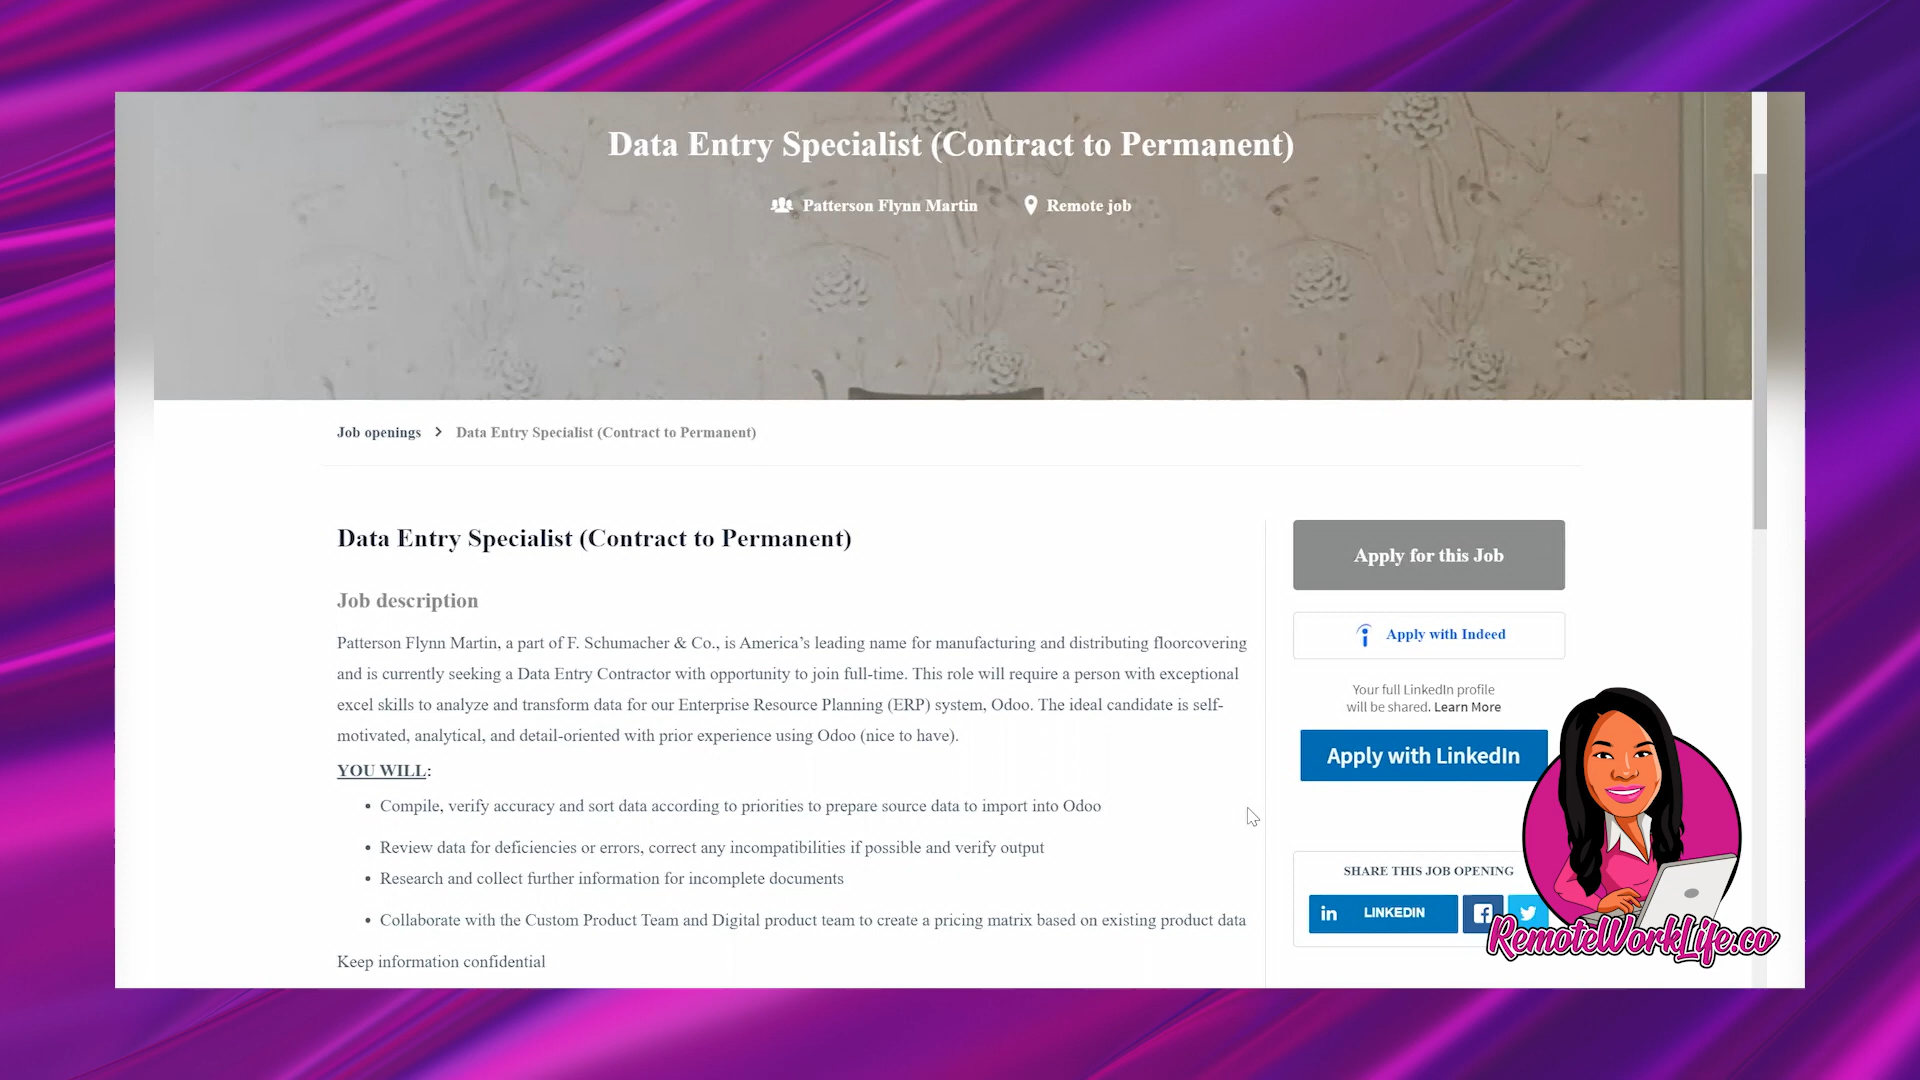 Data Entry Specialist (Contract to Permanent)
Patterson Flynn Martin
Remote job
Job openings
Data Entry Specialist (Contract to Permanent)
Data Entry Specialist (Contract to Permanent)
Job description
Patterson Flynn Martin, a part of F. Schumacher & Co., is America’s leading name for manufacturing and distributing floorcovering
and is currently seeking a Data Entry Contractor with opportunity to join full-time. This role will require a person with exceptional
excel skills to analyze and transform data for our Enterprise Resource Planning (ERP) system, Odoo. The ideal candidate is self-
motivated, analytical, and detail-oriented with prior experience using Odoo (nice to have).
YOU WILL:
• Compile, verify accuracy and sort data according to priorities to prepare source data to import into Odoo
• Review data for deficiencies or errors, correct any incompatibilities if possible and verify output
• Research and collect further information for incomplete documents
• Collaborate with the Custom Product Team and Digital product team to create a pricing matrix based on existing product data
Keep information confidential
Apply for this Job
Apply with Indeed
Your full LinkedIn profile
will be shared. Learn More
Apply with LinkedIn
SHARE THIS JOB OPENING
in LINKEDIN
RemoteWorkLife.co